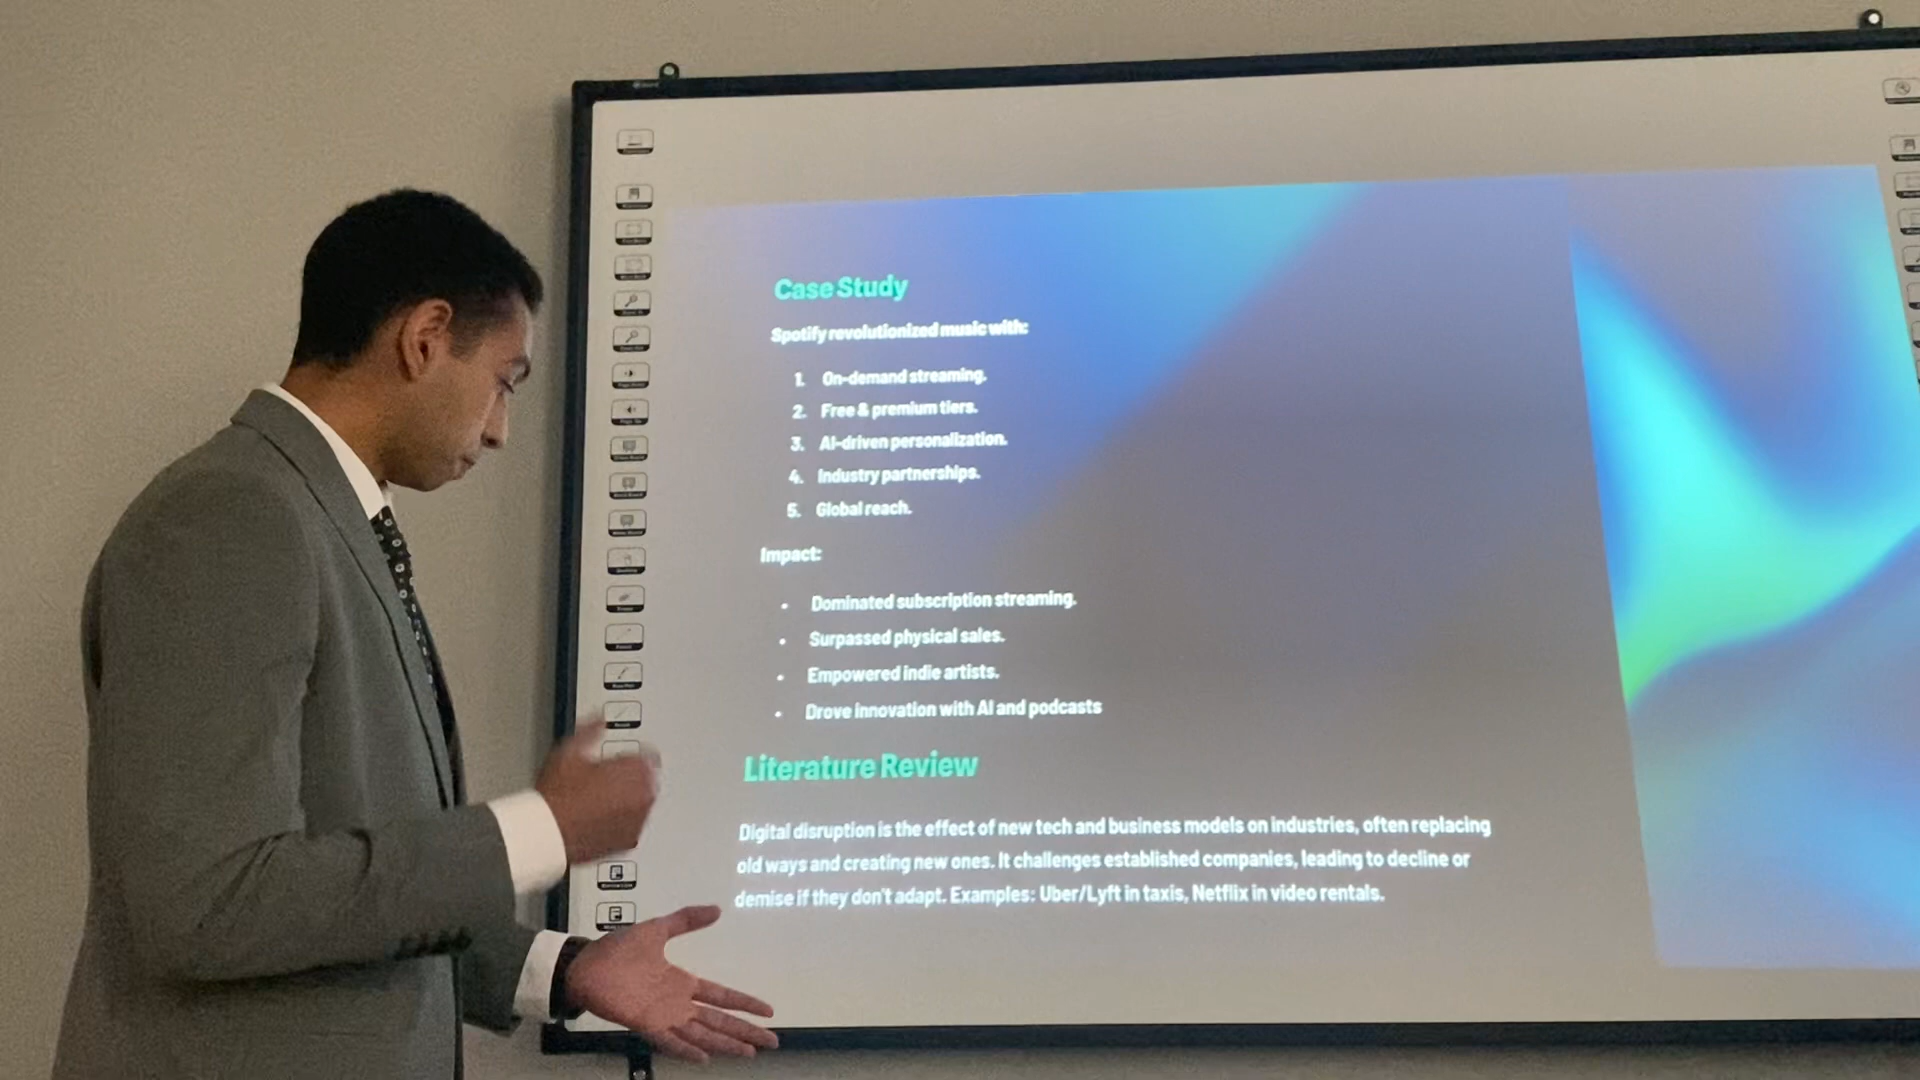 Case Study
Spotify revolutionized music with:
1. On-demand streaming.
2. Free & premium tiers.
3. AI-driven personalization.
4. Industry partnerships.
5. Global reach.
Impact:
• Dominated subscription streaming.
• Surpassed physical sales.
• Empowered indie artists.
• Drove innovation with AI and podcasts
Literature Review
Digital disruption is the effect of new tech and business models on industries, often replacing
old ways and creating new ones. It challenges established companies, leading to decline or
demise if they don't adapt. Examples: Uber/Lyft in taxis, Netflix in video rentals.